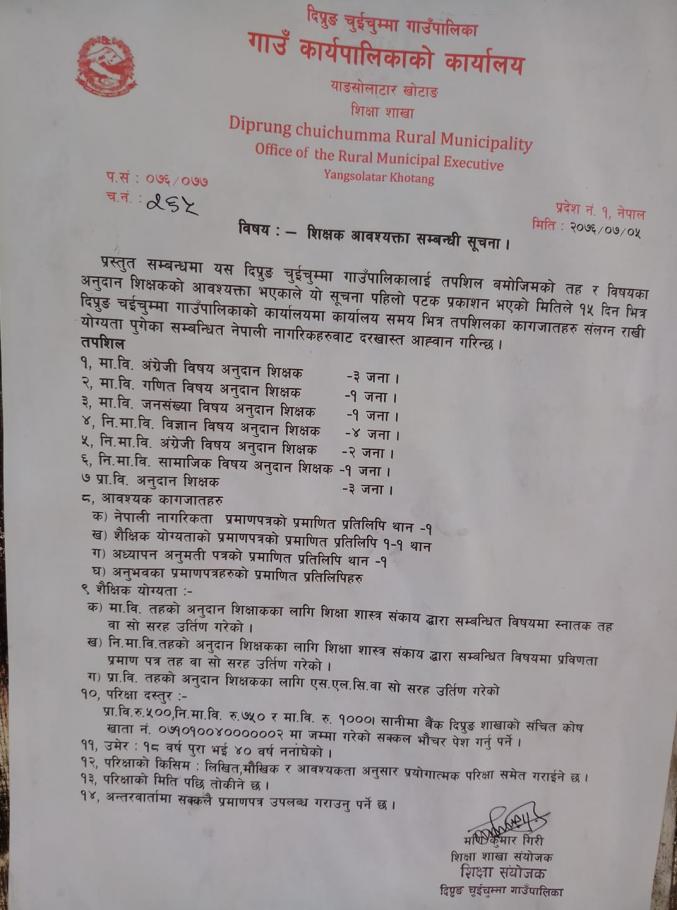 दिप्रुङ चुईचुम्मा गाउँपालिका
गाउँ कार्यपालिकाको कार्यालय
याङसोलाटार खोटाङ
शिक्षा शाखा
Diprung chuichumma Rural Municipality
Office of the Rural Municipal Executive
Yangsolatar Khotang
प.सं : ०७६/०७७
च.नं. : २६५
प्रदेश नं. १, नेपाल
मिति : २०७६/०७/०५
विषय : – शिक्षक आवश्यक्ता सम्बन्धी सूचना ।
प्रस्तुत सम्बन्धमा यस दिप्रुङ चुईचुम्मा गाउँपालिकालाई तपशिल बमोजिमको तह र विषयका
अनुदान शिक्षकको आवश्यक्ता भएकाले यो सूचना पहिलो पटक प्रकाशन भएको मितिले १५ दिन भित्र
दिप्रुङ चईचुम्मा गाउँपालिकाको कार्यालयमा कार्यालय समय भित्र तपशिलका कागजातहरु संलग्न राखी
योग्यता पुगेका सम्बन्धित नेपाली नागरिकहरुबाट दरखास्त आह्वान गरिन्छ ।
तपशिल
१, मा.वि. अंग्रेजी विषय अनुदान शिक्षक -३ जना ।
२, मा.वि. गणित विषय अनुदान शिक्षक -१ जना ।
३, मा.वि. जनसंख्या विषय अनुदान शिक्षक -१ जना ।
४, नि.मा.वि. विज्ञान विषय अनुदान शिक्षक -४ जना ।
५, नि.मा.वि. अंग्रेजी विषय अनुदान शिक्षक -२ जना ।
६, नि.मा.वि. सामाजिक विषय अनुदान शिक्षक -१ जना ।
७ प्रा.वि. अनुदान शिक्षक -३ जना ।
८, आवश्यक कागजातहरु
क) नेपाली नागरिकता प्रमाणपत्रको प्रमाणित प्रतिलिपि थान -१
ख) शैक्षिक योग्यताको प्रमाणपत्रको प्रमाणित प्रतिलिपि १-१ थान
ग) अध्यापन अनुमती पत्रको प्रमाणित प्रतिलिपि थान -१
घ) अनुभवका प्रमाणपत्रहरुको प्रमाणित प्रतिलिपिहरु
९ शैक्षिक योग्यता :-
क) मा.वि. तहको अनुदान शिक्षाकका लागि शिक्षा शास्त्र संकाय द्धारा सम्बन्धित विषयमा स्नातक तह
वा सो सरह उर्तिण गरेको ।
ख) नि.मा.वि.तहको अनुदान शिक्षकका लागि शिक्षा शास्त्र संकाय द्धारा सम्बन्धित विषयमा प्रविणता
प्रमाण पत्र तह वा सो सरह उर्तिण गरेको ।
ग) प्रा.वि. तहको अनुदान शिक्षकका लागि एस.एल.सि.वा सो सरह उर्तिण गरेको
१०, परिक्षा दस्तुर :-
प्रा.वि.रु.५००,नि.मा.वि. रु.७५० र मा.वि. रु. १०००। सानीमा बैंक दिप्रुङ शाखाको संचित कोष
खाता नं. ०७१०१००४००००००२ मा जम्मा गरेको सक्कल भौचर पेश गर्नु पर्ने ।
११, उमेर : १८ वर्ष पुरा भई ४० वर्ष ननाघेको ।
१२, परिक्षाको किसिम : लिखित,मौखिक र आवश्यकता अनुसार प्रयोगात्मक परिक्षा समेत गराईने छ ।
१३, परिक्षाको मिति पछि तोकीने छ ।
१४, अन्तरवार्तामा सक्कलै प्रमाणपत्र उपलब्ध गराउनु पर्ने छ ।
मणि कुमार गिरी
शिक्षा शाखा संयोजक
शिक्षा संयोजक
दिप्रुङ चुईचुम्मा गाउँपालिका